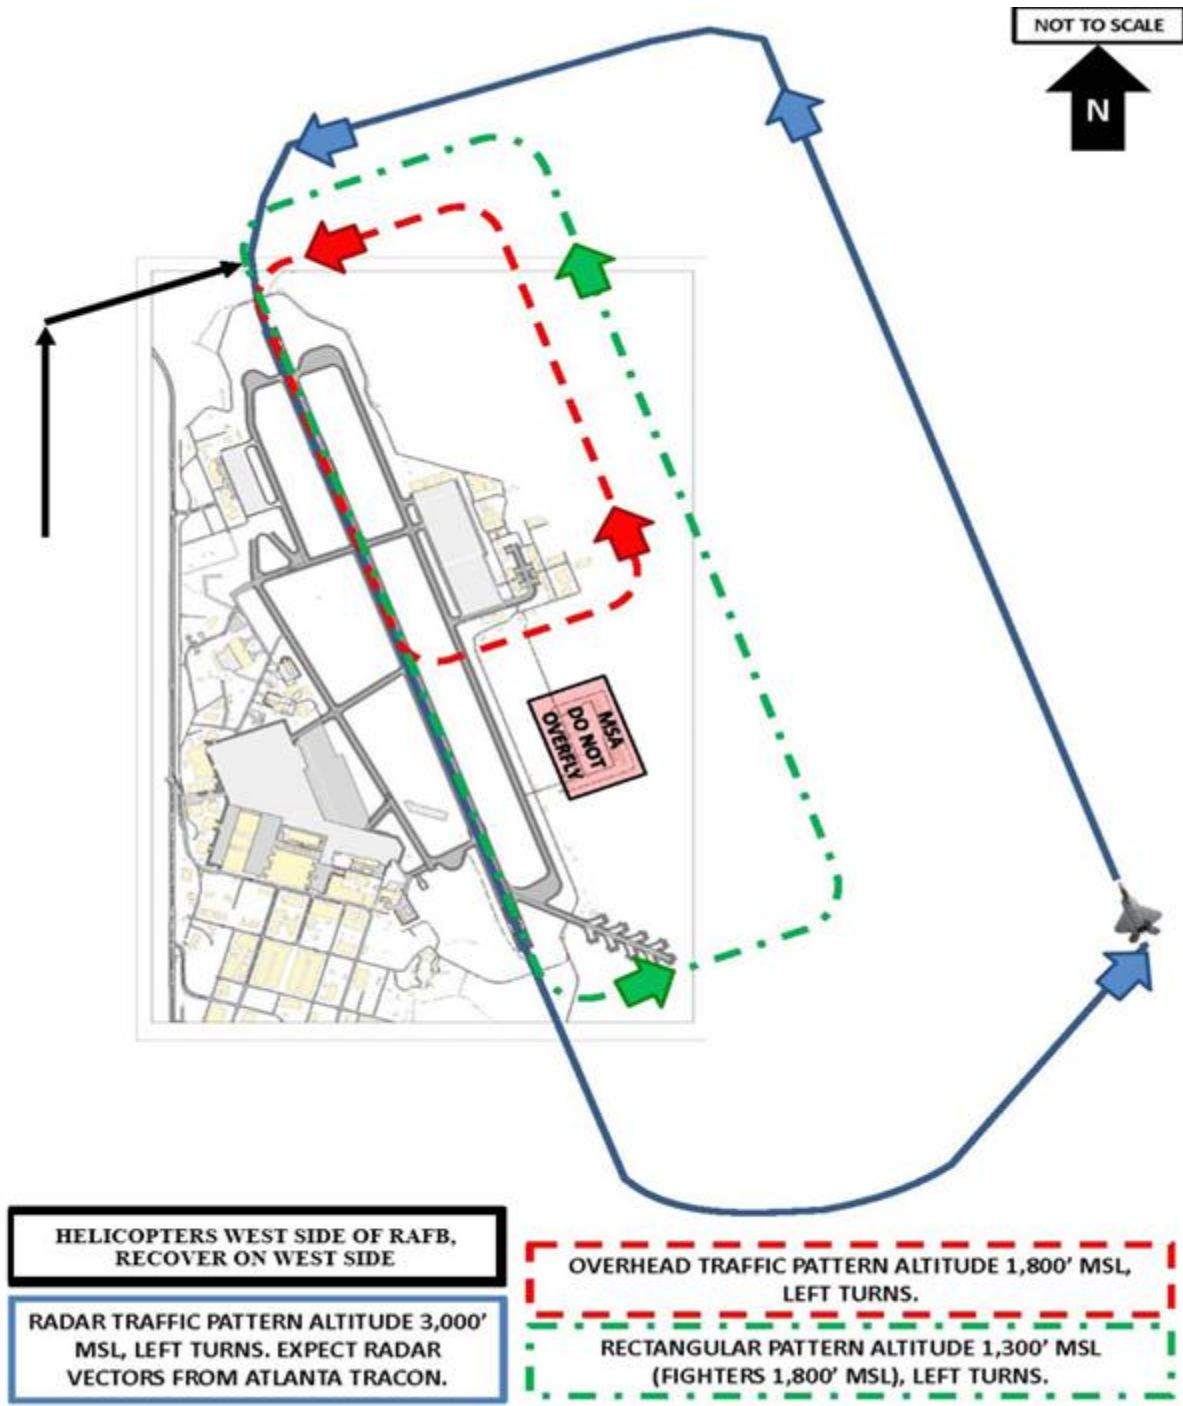 NOT TO SCALE
N
MSA
DO NOT
OVERFLY
HELICOPTERS WEST SIDE OF RAFB,
RECOVER ON WEST SIDE
RADAR TRAFFIC PATTERN ALTITUDE 3,000'
MSL, LEFT TURNS. EXPECT RADAR
VECTORS FROM ATLANTA TRACON.
OVERHEAD TRAFFIC PATTERN ALTITUDE 1,800' MSL,
LEFT TURNS.
RECTANGULAR PATTERN ALTITUDE 1,300' MSL
(FIGHTERS 1,800' MSL), LEFT TURNS.